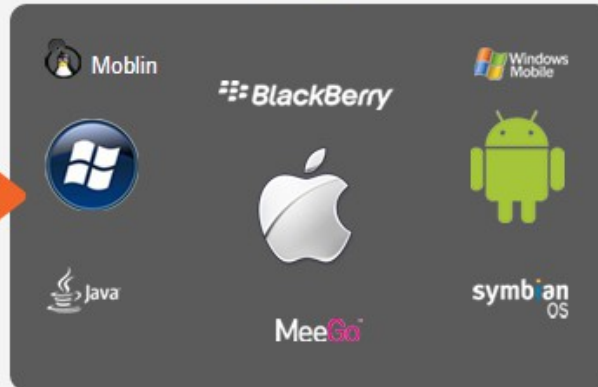 Moblin
BlackBerry
Windows
Mobile
Java
MeeGo
symbian
OS